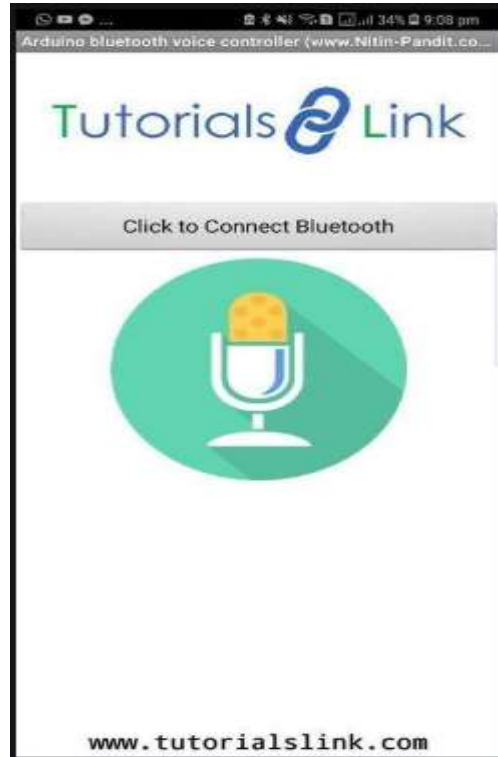 ... 34% 9:08 pm
Arduino bluetooth voice controller (www.Nitin-Pandit.co...
Tutorials Link
Click to Connect Bluetooth
www.tutorialslink.com